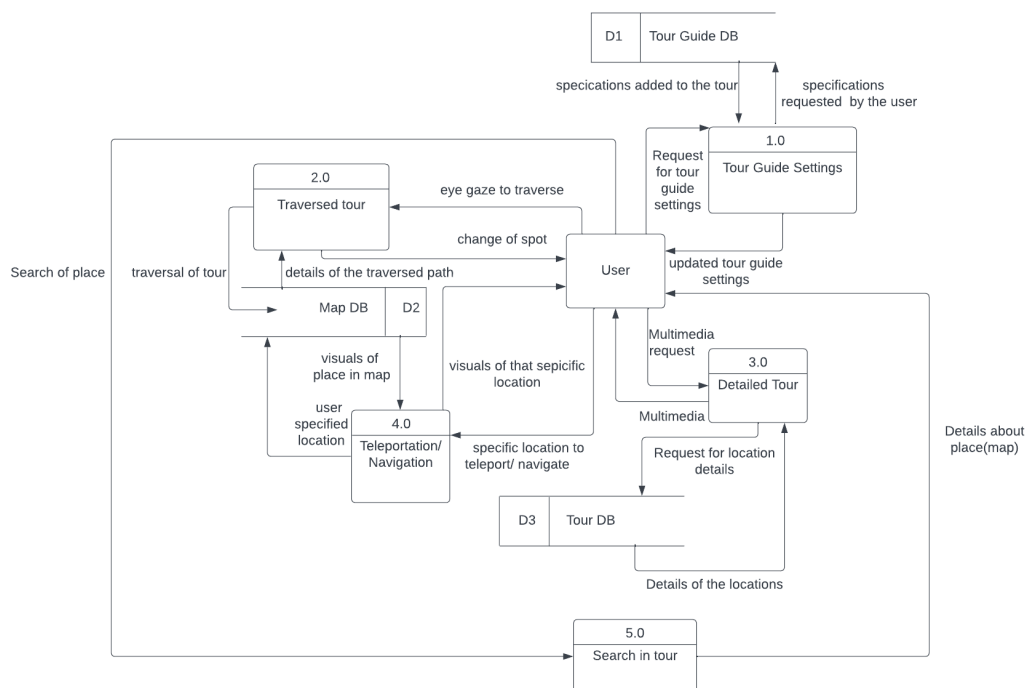 D1
Tour Guide DB
specications added to the tour
specifications
requested by the user
1.0
Tour Guide Settings
Request
for tour
guide
settings
2.0
Traversed tour
eye gaze to traverse
change of spot
User
updated tour guide
settings
Search of place
traversal of tour
details of the traversed path
Map DB
D2
visuals of
place in map
visuals of that sepicific
location
Multimedia
request
3.0
Detailed Tour
Multimedia
user
specified
location
4.0
Teleportation/
Navigation
specific location to
teleport/ navigate
Request for location
details
Details about
place(map)
D3
Tour DB
Details of the locations
5.0
Search in tour